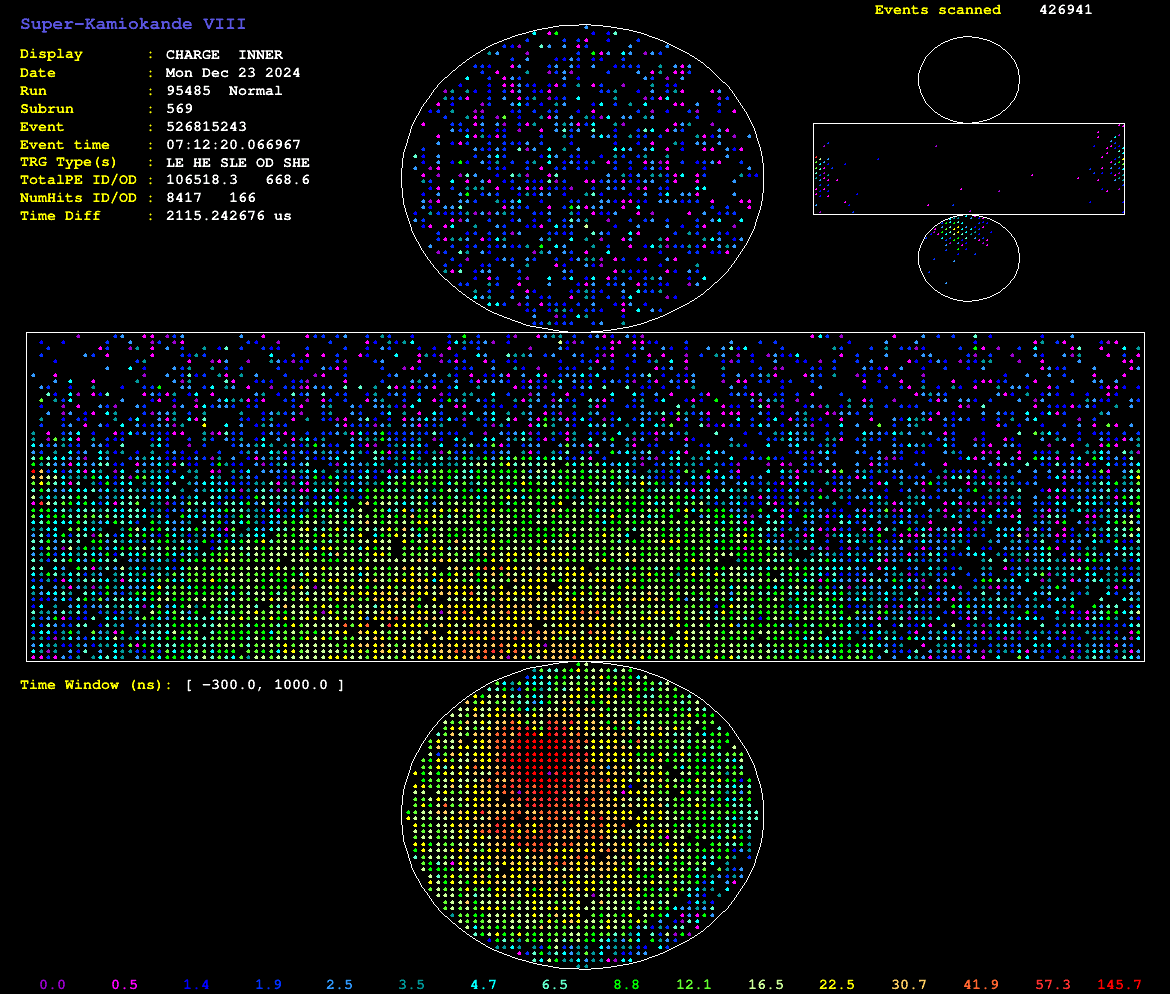 Super-Kamiokande VIII
Events scanned 426941
Display : CHARGE INNER
Date : Mon Dec 23 2024
Run : 95485 Normal
Subrun : 569
Event : 526815243
Event time : 07:12:20.066967
TRG Type(s) : LE HE SLE OD SHE
TotalPE ID/OD : 106518.3 668.6
NumHits ID/OD : 8417 166
Time Diff : 2115.242676 us
Time Window (ns): [ −300.0, 1000.0 ]
0.0 0.5 1.4 1.9 2.5 3.5 4.7 6.5 8.8 12.1 16.5 22.5 30.7 41.9 57.3 145.7